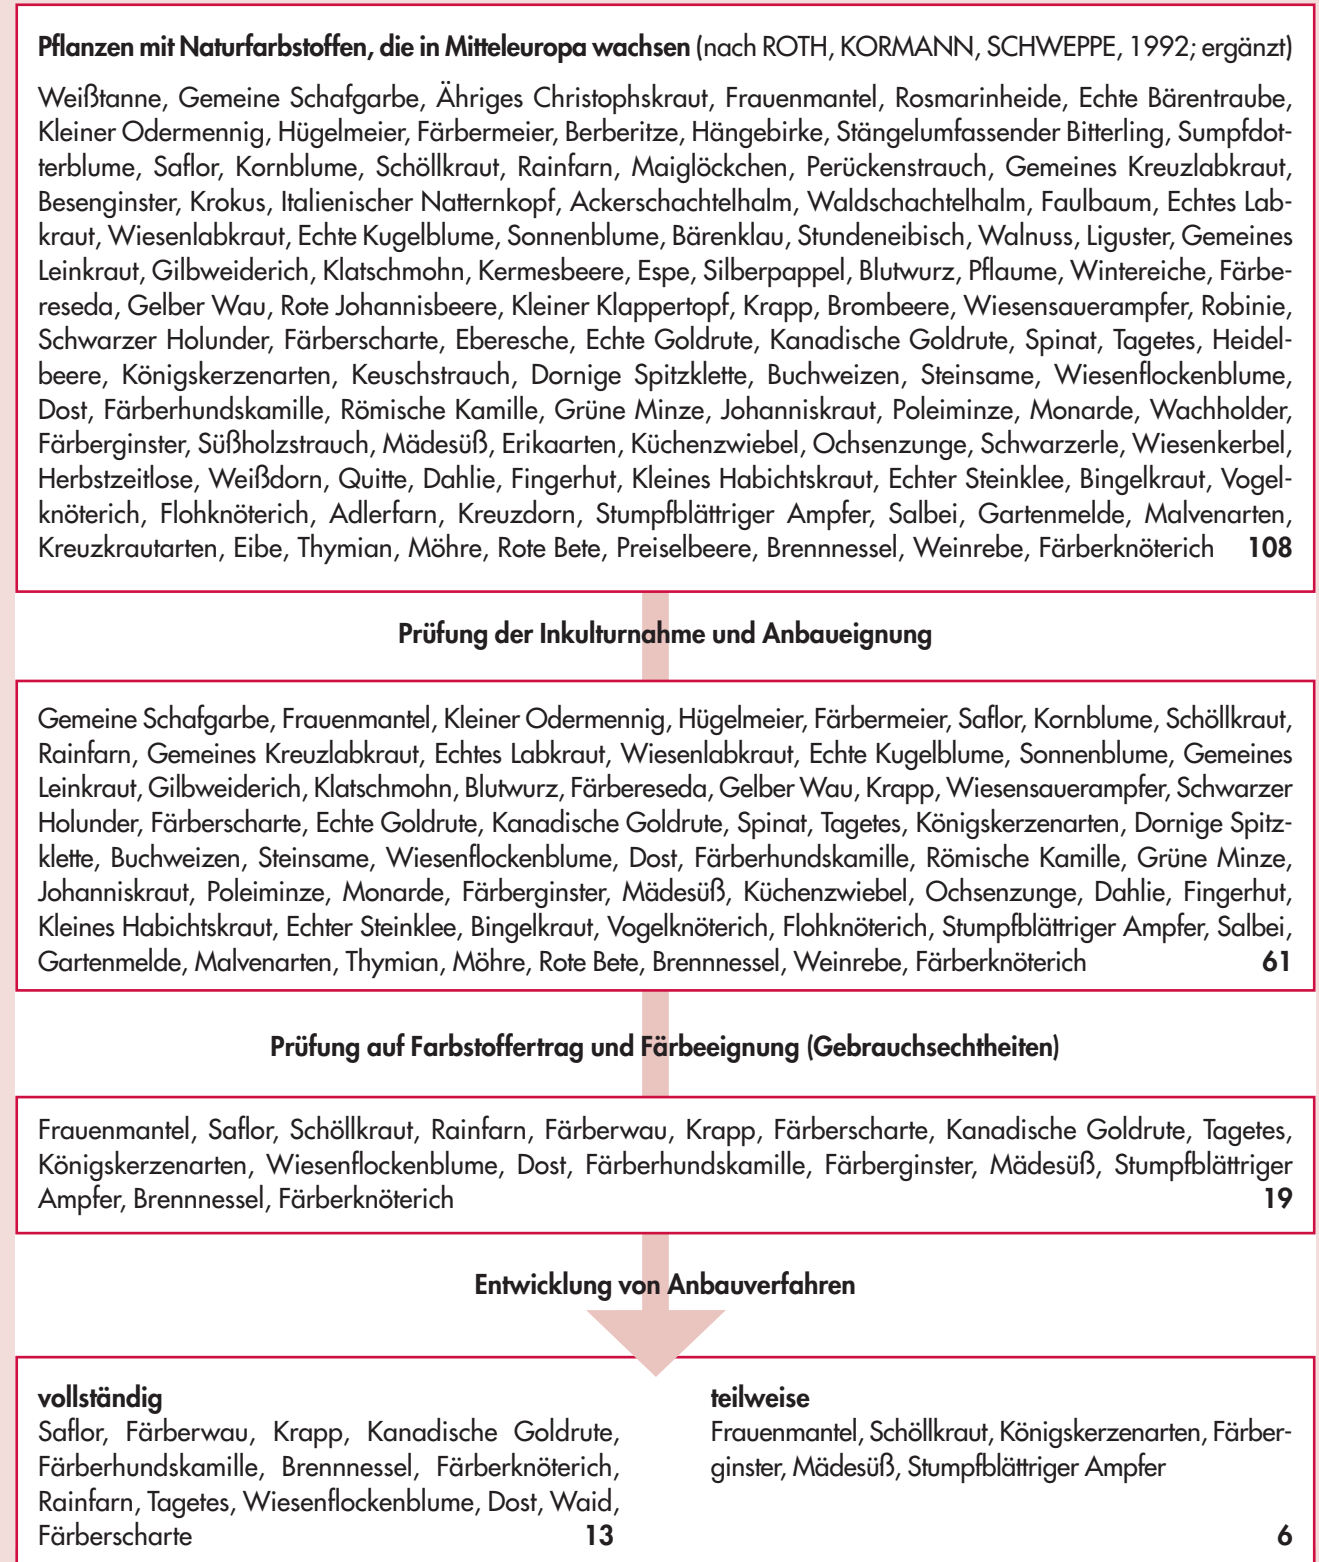 Pflanzen mit Naturfarbstoffen, die in Mitteleuropa wachsen (nach ROTH, KORMANN, SCHWEPPE, 1992; ergänzt)
Weißtanne, Gemeine Schafgarbe, Ähriges Christophskraut, Frauenmantel, Rosmarinheide, Echte Bärentraube,
Kleiner Odermennig, Hügelmeier, Färbermeier, Berberitze, Hängebirke, Stängelumfassender Bitterling, Sumpfdot-
terblume, Saflor, Kornblume, Schöllkraut, Rainfarn, Maiglöckchen, Perückenstrauch, Gemeines Kreuzlabkraut,
Besenginster, Krokus, Italienischer Natternkopf, Ackerschachtelhalm, Waldschachtelhalm, Faulbaum, Echtes Lab-
kraut, Wiesenlabkraut, Echte Kugelblume, Sonnenblume, Bärenklau, Stundeneibisch, Walnuss, Liguster, Gemeines
Leinkraut, Gilbweiderich, Klatschmohn, Kermesbeere, Espe, Silberpappel, Blutwurz, Pflaume, Wintereiche, Färbe-
reseda, Gelber Wau, Rote Johannisbeere, Kleiner Klappertopf, Krapp, Brombeere, Wiesensauerampfer, Robinie,
Schwarzer Holunder, Färberscharte, Eberesche, Echte Goldrute, Kanadische Goldrute, Spinat, Tagetes, Heidel-
beere, Königskerzenarten, Keuschstrauch, Dornige Spitzklette, Buchweizen, Steinsame, Wiesenflockenblume,
Dost, Färberhundskamille, Römische Kamille, Grüne Minze, Johanniskraut, Poleiminze, Monarde, Wachholder,
Färberginster, Süßholzstrauch, Mädesüß, Erikaarten, Küchenzwiebel, Ochsenzunge, Schwarzerle, Wiesenkerbel,
Herbstzeitlose, Weißdorn, Quitte, Dahlie, Fingerhut, Kleines Habichtskraut, Echter Steinklee, Bingelkraut, Vogel-
knöterich, Flohknöterich, Adlerfarn, Kreuzdorn, Stumpfblättriger Ampfer, Salbei, Gartenmelde, Malvenarten,
Kreuzkrautarten, Eibe, Thymian, Möhre, Rote Bete, Preiselbeere, Brennnessel, Weinrebe, Färberknöterich 108
Prüfung der Inkulturnahme und Anbaueignung
Gemeine Schafgarbe, Frauenmantel, Kleiner Odermennig, Hügelmeier, Färbermeier, Saflor, Kornblume, Schöllkraut,
Rainfarn, Gemeines Kreuzlabkraut, Echtes Labkraut, Wiesenlabkraut, Echte Kugelblume, Sonnenblume, Gemeines
Leinkraut, Gilbweiderich, Klatschmohn, Blutwurz, Färbereseda, Gelber Wau, Krapp, Wiesensauerampfer, Schwarzer
Holunder, Färberscharte, Echte Goldrute, Kanadische Goldrute, Spinat, Tagetes, Königskerzenarten, Dornige Spitz-
klette, Buchweizen, Steinsame, Wiesenflockenblume, Dost, Färberhundskamille, Römische Kamille, Grüne Minze,
Johanniskraut, Poleiminze, Monarde, Färberginster, Mädesüß, Küchenzwiebel, Ochsenzunge, Dahlie, Fingerhut,
Kleines Habichtskraut, Echter Steinklee, Bingelkraut, Vogelknöterich, Flohknöterich, Stumpfblättriger Ampfer, Salbei,
Gartenmelde, Malvenarten, Thymian, Möhre, Rote Bete, Brennnessel, Weinrebe, Färberknöterich 61
Prüfung auf Farbstoffertrag und Färbeeignung (Gebrauchsechtheiten)
Frauenmantel, Saflor, Schöllkraut, Rainfarn, Färberwau, Krapp, Färberscharte, Kanadische Goldrute, Tagetes,
Königskerzenarten, Wiesenflockenblume, Dost, Färberhundskamille, Färberginster, Mädesüß, Stumpfblättriger
Ampfer, Brennnessel, Färberknöterich 19
Entwicklung von Anbauverfahren
vollständig
Saflor, Färberwau, Krapp, Kanadische Goldrute,
Färberhundskamille, Brennnessel, Färberknöterich,
Rainfarn, Tagetes, Wiesenflockenblume, Dost, Waid,
Färberscharte 13
teilweise
Frauenmantel, Schöllkraut, Königskerzenarten, Färber-
ginster, Mädesüß, Stumpfblättriger Ampfer
6